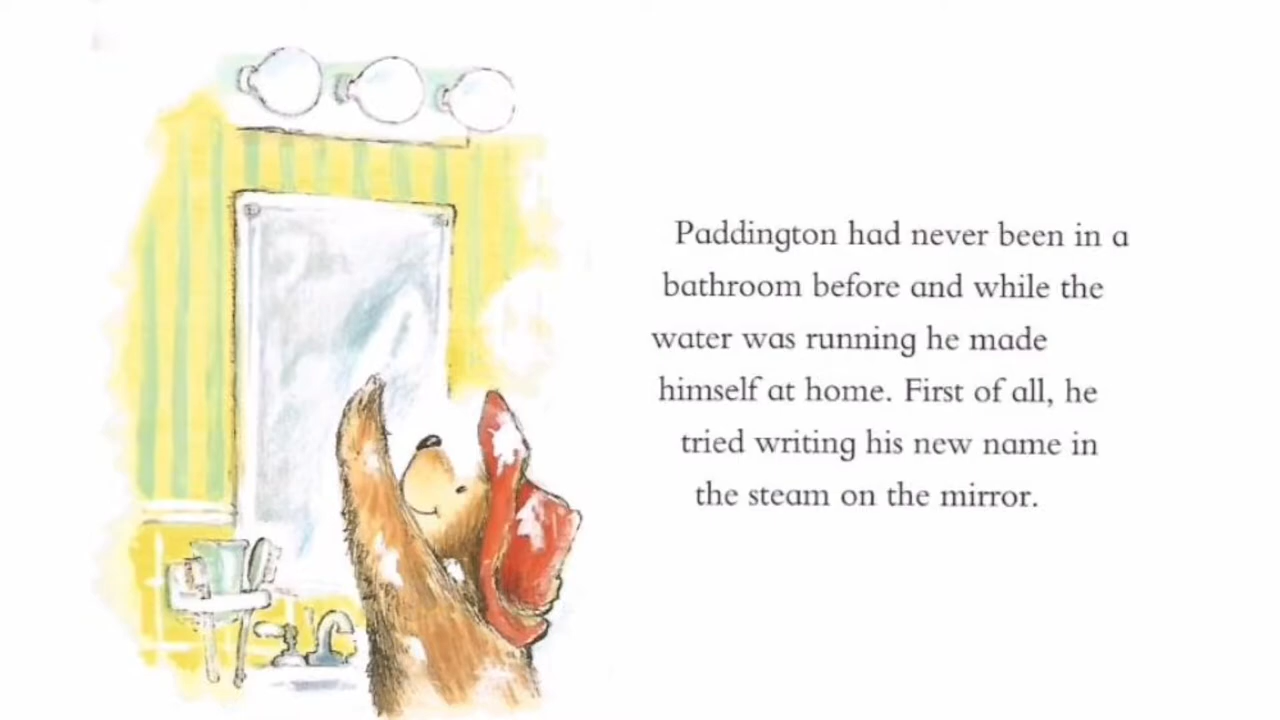 Paddington had never been in a
bathroom before and while the
water was running he made
himself at home. First of all, he
tried writing his new name in
the steam on the mirror.